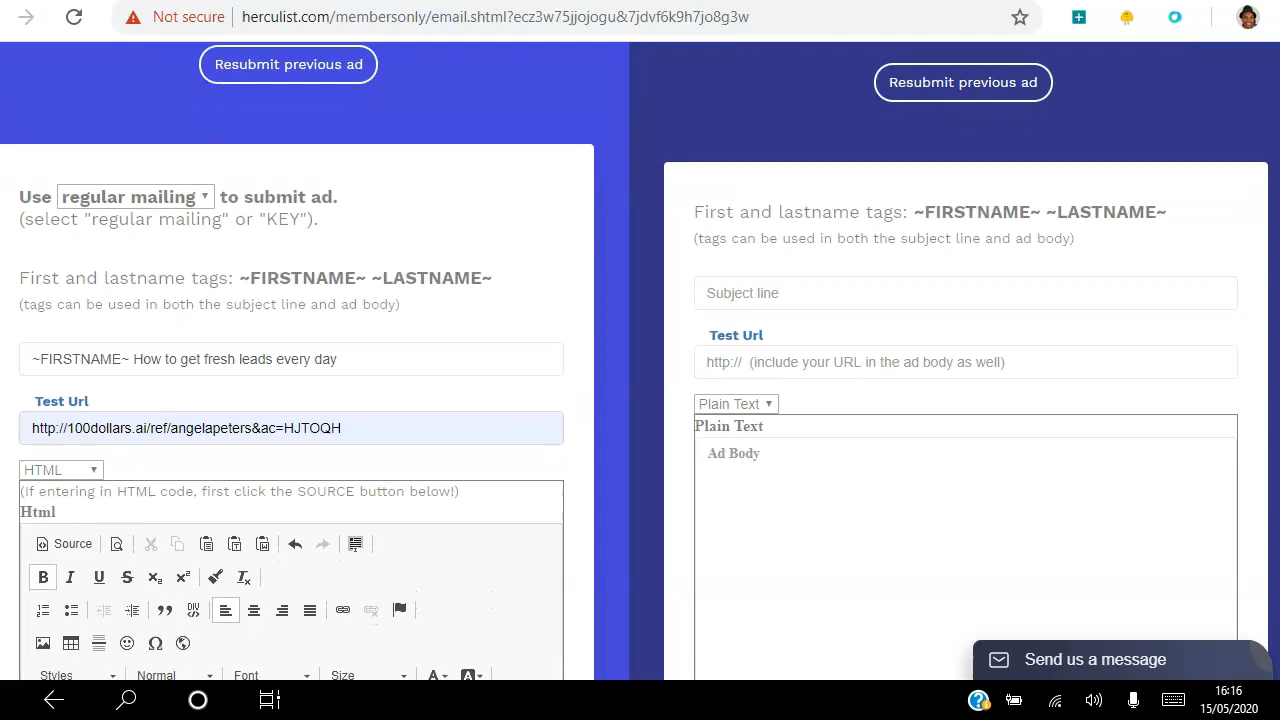 Not secure
herculist.com/membersonly/email.shtml?ecz3w75jjojogu&7jdvf6k9h7jo8g3w
Resubmit previous ad
Use regular mailing to submit ad.
(select "regular mailing" or "KEY").
First and lastname tags: ~FIRSTNAME~ ~LASTNAME~
(tags can be used in both the subject line and ad body)
~FIRSTNAME~ How to get fresh leads every day
Test Url
http://100dollars.ai/ref/angelapeters&ac=HJTOQH
HTML
(If entering in HTML code, first click the SOURCE button below!)
Html
Source
Styles Normal Font Size
Resubmit previous ad
First and lastname tags: ~FIRSTNAME~ ~LASTNAME~
(tags can be used in both the subject line and ad body)
Subject line
Test Url
http:// (include your URL in the ad body as well)
Plain Text
Plain Text
Ad Body
Send us a message
16:16
15/05/2020